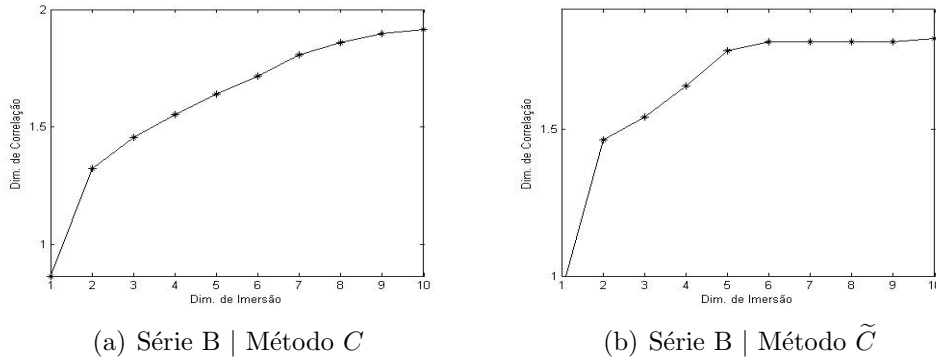 2
1.5
1
Dim. de Correlação
1 2 3 4 5 6 7 8 9 10
Dim. de Imersão
(a) Série B | Método C
1.5
1
Dim. de Correlação
1 2 3 4 5 6 7 8 9 10
Dim. de Imersão
(b) Série B | Método C̃